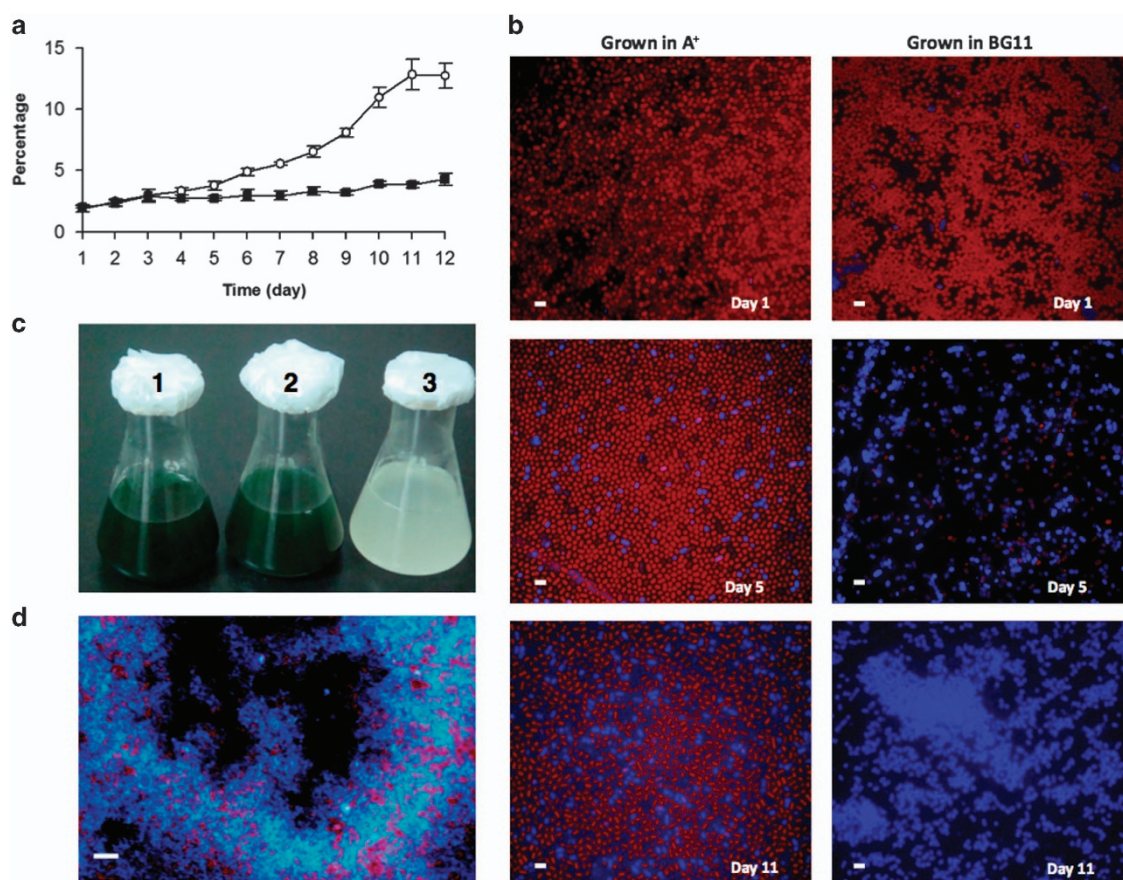 a
15
10
5
0
Percentage
1 2 3 4 5 6 7 8 9 10 11 12
Time (day)
b
Grown in A⁺
Grown in BG11
Day 1
Day 1
Day 5
Day 5
Day 11
Day 11
c
1 2 3
d